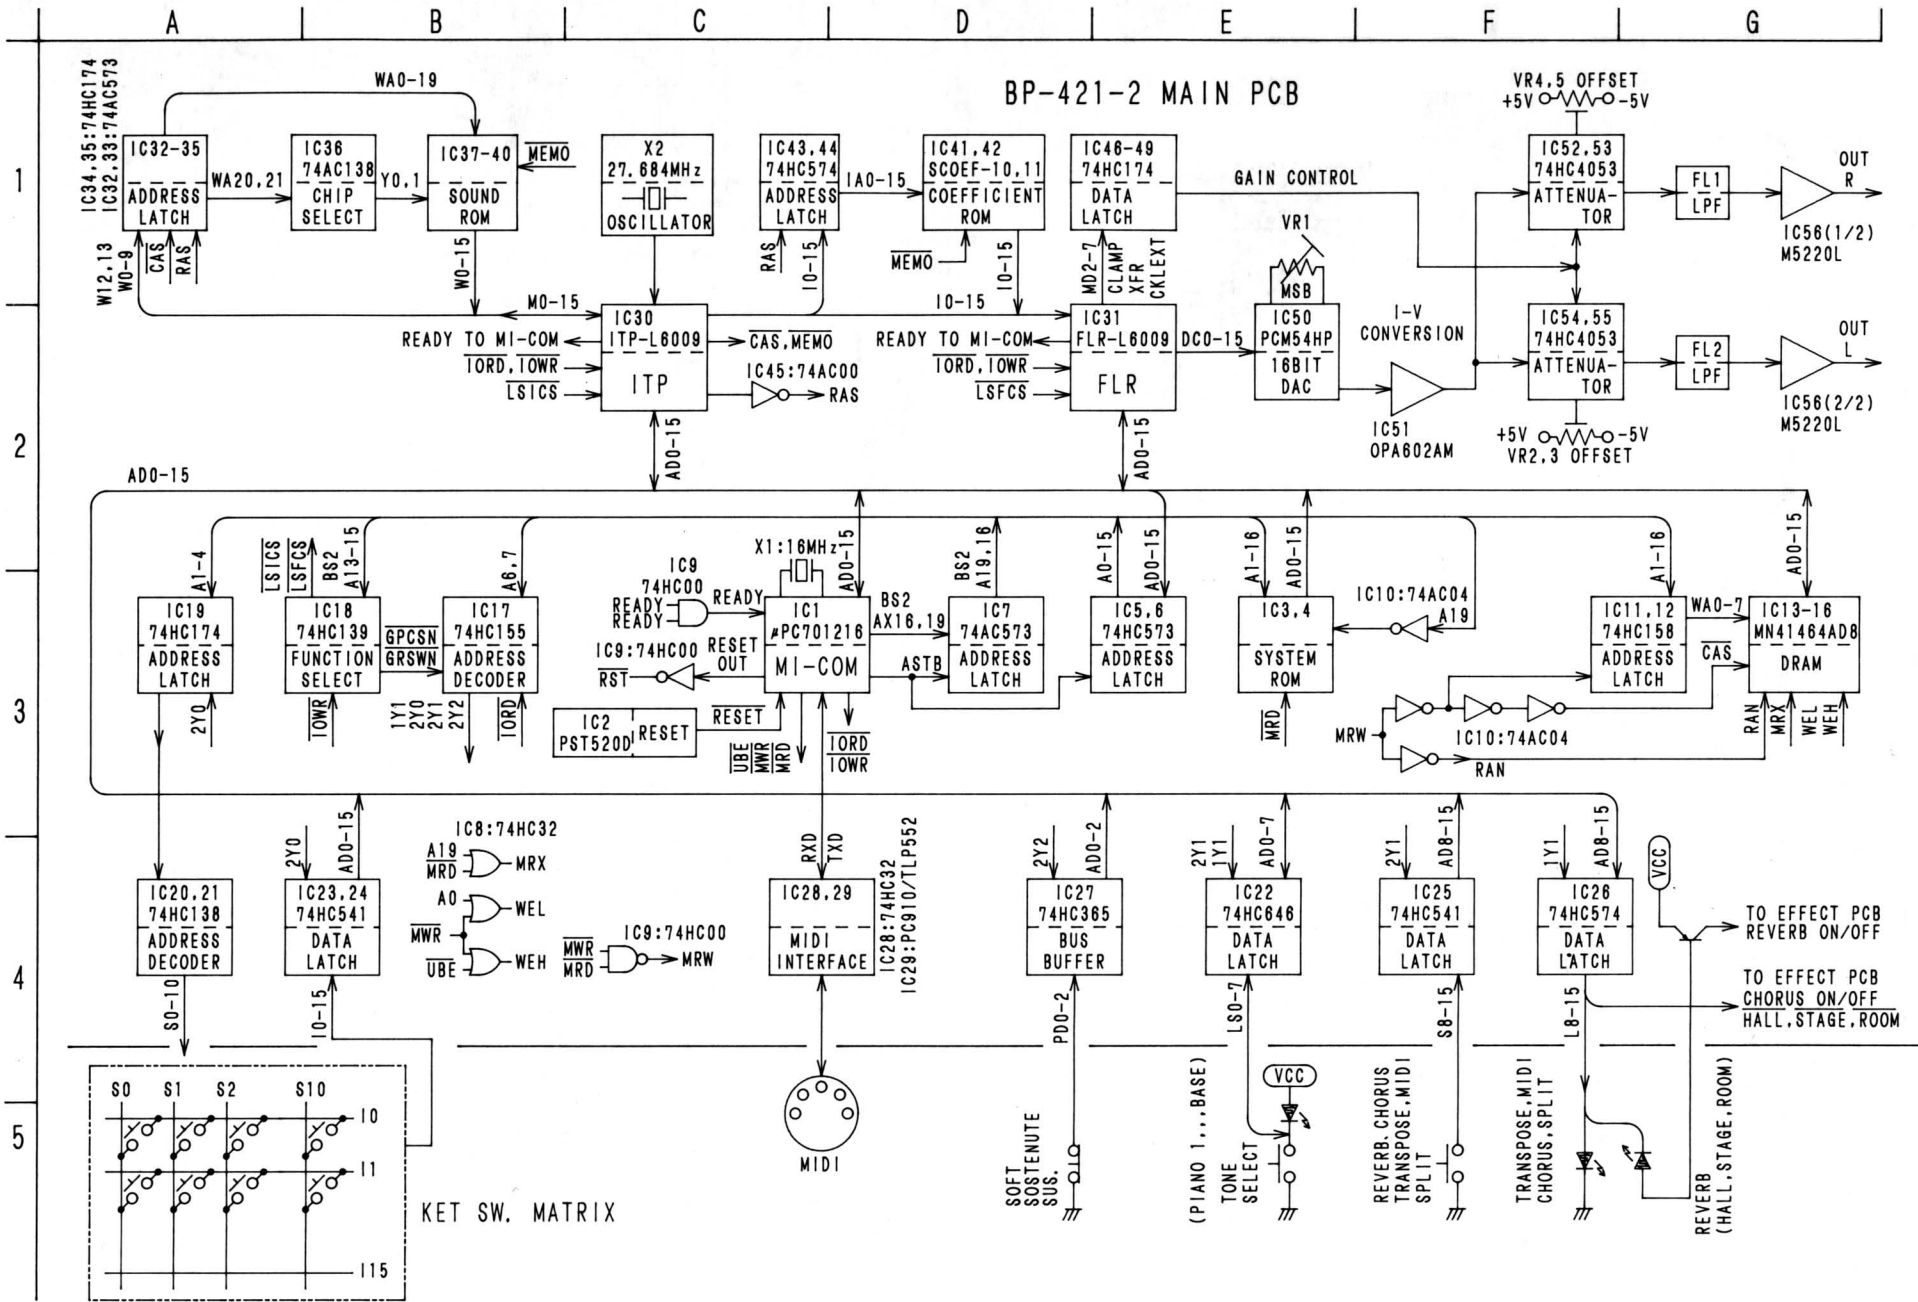 A B C D E F G
1
2
3
4
5
BP-421-2 MAIN PCB
IC34,35:74HC174
IC32,33:74AC573
WA0-19
IC32-35
ADDRESS
LATCH
WA20,21
IC36
74AC138
CHIP
SELECT
Y0,1
IC37-40
SOUND
ROM
MEMO
W12,13
W0-9
CAS
RAS
W0-15
M0-15
X2
27.684MHz
OSCILLATOR
IC43,44
74HC574
ADDRESS
LATCH
RAS
I0-15
IA0-15
IC41,42
SCOEF-10,11
COEFFICIENT
ROM
MEMO
I0-15
I0-15
IC46-49
74HC174
DATA
LATCH
MD2-7
CLAMP
XFR
CKLEXT
GAIN CONTROL
VR1
MSB
VR4,5 OFFSET
+5V -5V
IC52,53
74HC4053
ATTENUA-
TOR
FL1
LPF
OUT
R
IC56(1/2)
M5220L
IC30
ITP-L6009
ITP
READY TO MI-COM
IORD,IOWR
LSICS
CAS,MEMO
IC45:74AC00
RAS
AD0-15
IC31
FLR-L6009
FLR
READY TO MI-COM
IORD,IOWR
LSFCS
DC0-15
AD0-15
IC50
PCM54HP
16BIT
DAC
I-V
CONVERSION
IC51
OPA602AM
IC54,55
74HC4053
ATTENUA-
TOR
+5V -5V
VR2,3 OFFSET
FL2
LPF
OUT
L
IC56(2/2)
M5220L
AD0-15
A1-4
LSICS
LSFCS
BS2
A13-15
A6,7
X1:16MHz
AD0-15
BS2
A19,16
A0-15
AD0-15
A1-16
AD0-15
A1-16
AD0-15
IC19
74HC174
ADDRESS
LATCH
2Y0
IC18
74HC139
FUNCTION
SELECT
IOWR
GPCSN
GRSWN
IC17
74HC155
ADDRESS
DECODER
1Y1
2Y0
2Y1
2Y2
IORD
IC9
74HC00
READY
READY
READY
IC9:74HC00
RST
RESET
OUT
IC2
PST520D
RESET
RESET
IC1
μPC701216
MI-COM
UBE
MWR
MRD
IORD
IOWR
BS2
AX16,19
ASTB
IC7
74AC573
ADDRESS
LATCH
IC5,6
74HC573
ADDRESS
LATCH
IC3,4
SYSTEM
ROM
MRD
IC10:74AC04
A19
IC11,12
74HC158
ADDRESS
LATCH
WA0-7
CAS
IC13-16
MN41464AD8
DRAM
MRW
IC10:74AC04
RAN
RAN
MRX
WEL
WEH
IC20,21
74HC138
ADDRESS
DECODER
S0-10
2Y0
AD0-15
IC23,24
74HC541
DATA
LATCH
I0-15
IC8:74HC32
A19
MRD
MRX
A0
WEL
MWR
UBE
WEH
IC9:74HC00
MWR
MRD
MRW
RXD
TXD
IC28,29
MIDI
INTERFACE
IC28:74HC32
IC29:PC910/TLP552
2Y2
AD0-2
IC27
74HC365
BUS
BUFFER
PD0-2
2Y1
1Y1
AD0-7
IC22
74HC646
DATA
LATCH
LS0-7
2Y1
AD8-15
IC25
74HC541
DATA
LATCH
S8-15
1Y1
AD8-15
IC26
74HC574
DATA
LATCH
L8-15
VCC
TO EFFECT PCB
REVERB ON/OFF
TO EFFECT PCB
CHORUS ON/OFF
HALL,STAGE,ROOM
S0 S1 S2 S10
I0
I1
I15
KET SW. MATRIX
MIDI
SOFT
SOSTENUTE
SUS.
(PIANO 1,,,BASE)
TONE
SELECT
VCC
REVERB.CHORUS
TRANSPOSE,MIDI
SPLIT
TRANSPOSE,MIDI
CHORUS,SPLIT
REVERB
(HALL,STAGE,ROOM)